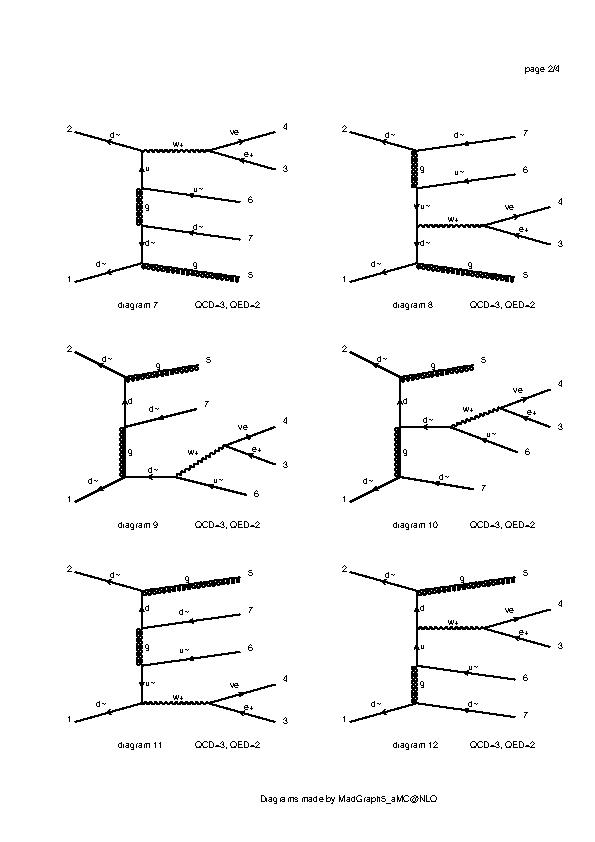 page 2/4
2 d~ w+ ve 4
e+ 3
u
u~ 6
g
d~ 7
d~
1 d~ g 5
diagram 7 QCD=3, QED=2
2 d~ d~ 7
g
u~ 6
u~
w+ ve 4
e+ 3
d~
1 d~ g 5
diagram 8 QCD=3, QED=2
2 d~ g 5
d
d~ 7
g
w+ ve 4
e+ 3
d~
u~ 6
1 d~
diagram 9 QCD=3, QED=2
2 d~ g 5
d
w+ ve 4
e+ 3
d~
u~ 6
g
1 d~ d~ 7
diagram 10 QCD=3, QED=2
2 d~ g 5
d
d~ 7
g
u~ 6
u~
w+ ve 4
e+ 3
1 d~
diagram 11 QCD=3, QED=2
2 d~ g 5
d
w+ ve 4
e+ 3
u
u~ 6
g
1 d~ d~ 7
diagram 12 QCD=3, QED=2
Diagrams made by MadGraph5_aMC@NLO